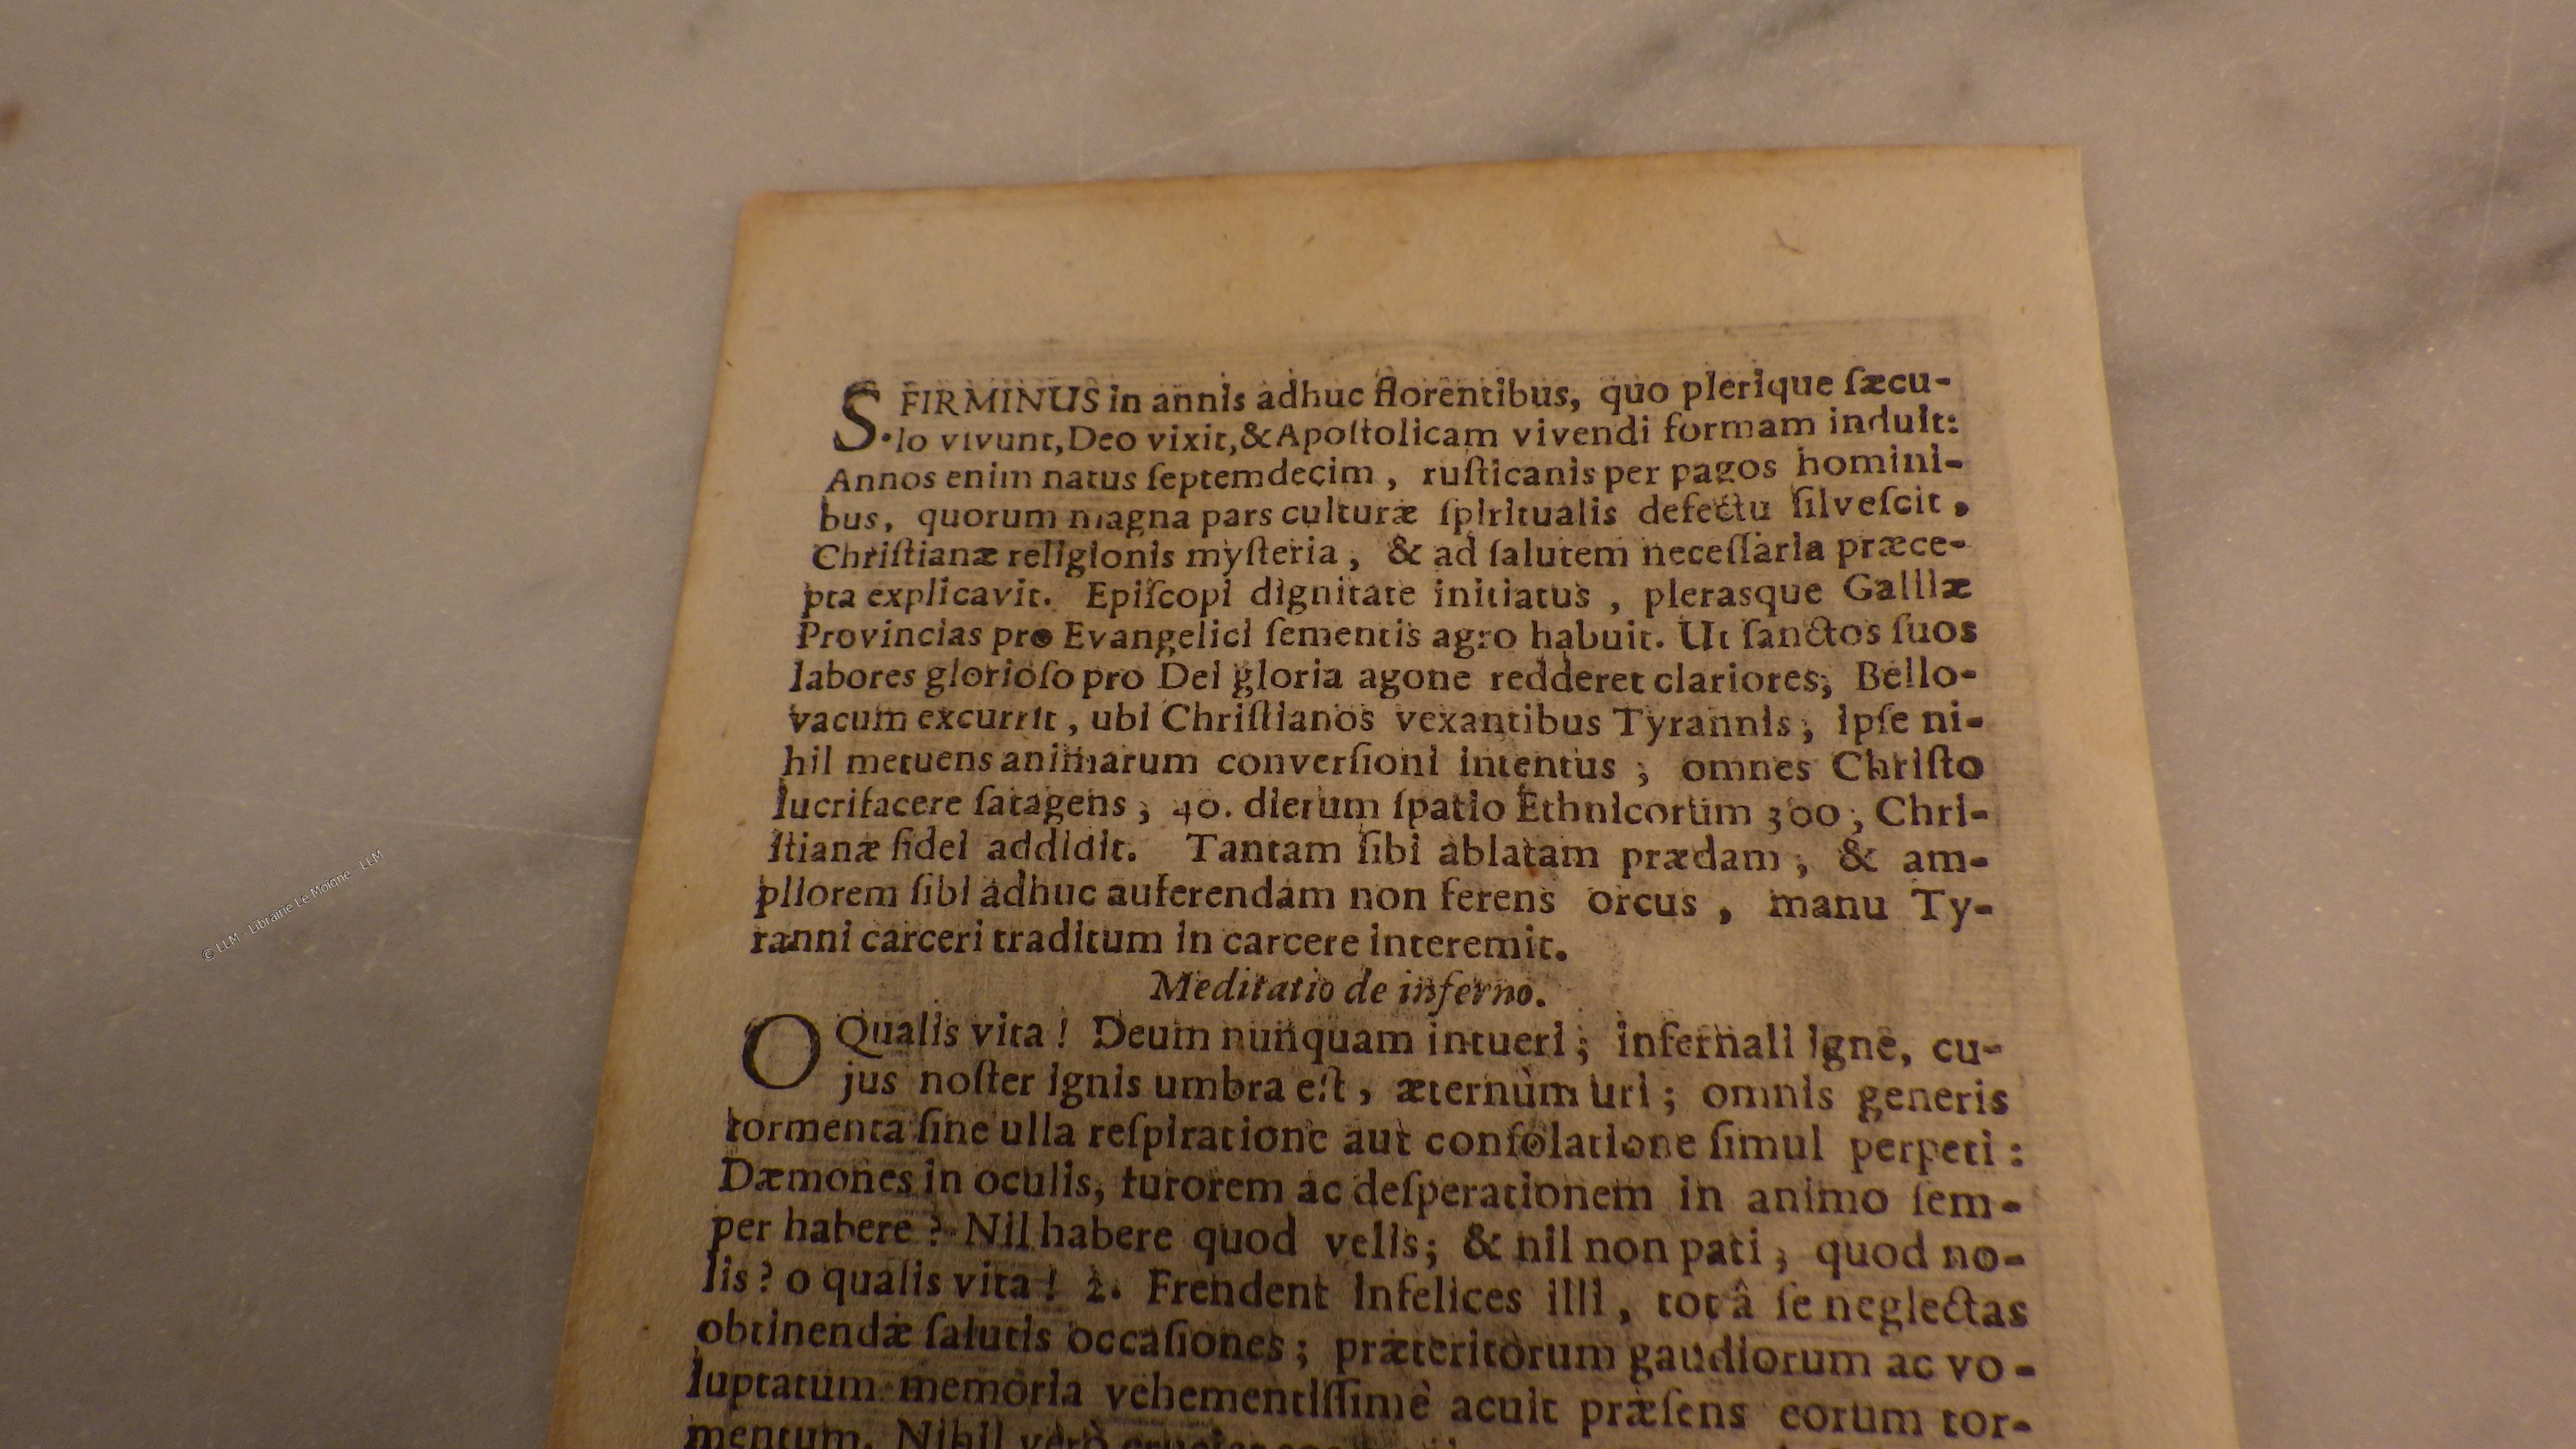 S. FIRMINUS in annis adhuc florentibus, quo plerique ſæcu-
lo vivunt, Deo vixit, & Apoſtolicam vivendi formam induit:
Annos enim natus ſeptemdecim, ruſticanis per pagos homini-
bus, quorum magna pars culturæ ſpiritualis defectu ſilveſcit,
Chriſtianæ religionis myſteria, & ad ſalutem neceſſaria præce-
pta explicavit. Epiſcopi dignitate initiatus, plerasque Galliæ
Provincias pro Evangelici ſementis agro habuit. Ut ſanctos ſuos
labores glorioſo pro Dei gloria agone redderet clariores, Bello-
vacum excurrit, ubi Chriſtianos vexantibus Tyrannis, ipſe ni-
hil metuens animarum converſioni intentus; omnes Chriſto
lucrifacere ſatagens; 40. dierum ſpatio Ethnicorum 300, Chri-
ſtianæ fidei addidit. Tantam ſibi ablatam prædam, & am-
pliorem ſibi adhuc auferendam non ferens orcus, manu Ty-
ranni carceri traditum in carcere interemit.
Meditatio de inferno.
O Qualis vita! Deum nunquam intueri; infernali igne, cu-
jus noſter ignis umbra eſt, æternùm uri; omnis generis
tormenta ſine ulla reſpiratione aut conſolatione ſimul perpeti:
Dæmones in oculis, furorem ac deſperationem in animo ſem-
per habere? Nil habere quod velis; & nil non pati, quod no-
lis? o qualis vita! 2. Frendent infelices illi, tot â ſe neglectas
obtinendæ ſalutis occaſiones; præteritorum gaudiorum ac vo-
luptatum memoria vehementiſſimè acuit præſens eorum tor-
mentum. Nihil verò
© LLM - Librairie Le Moigne - LLM